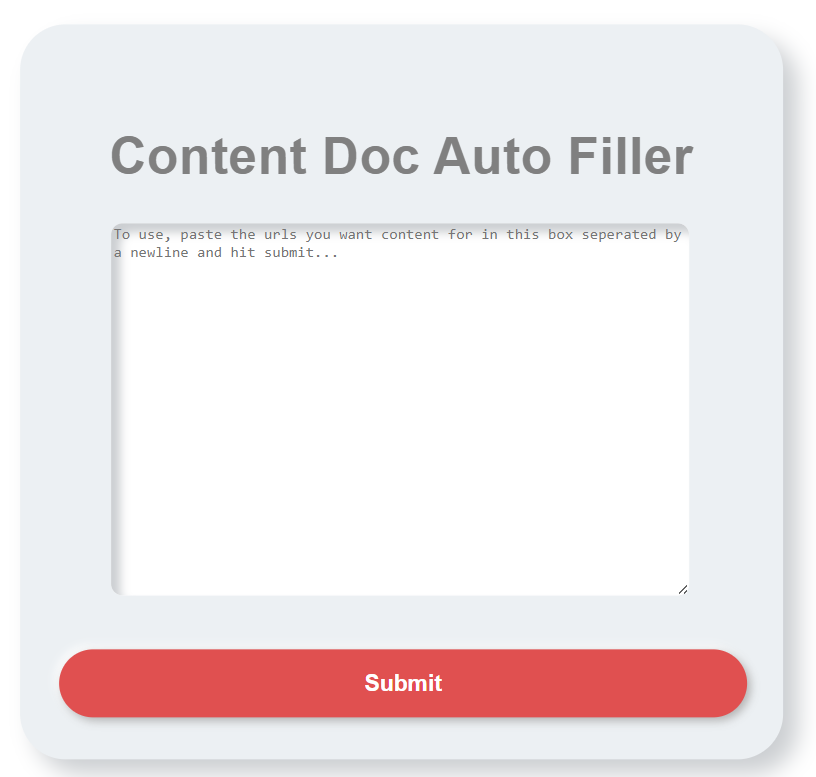 Content Doc Auto Filler
To use, paste the urls you want content for in this box seperated by
a newline and hit submit...
Submit